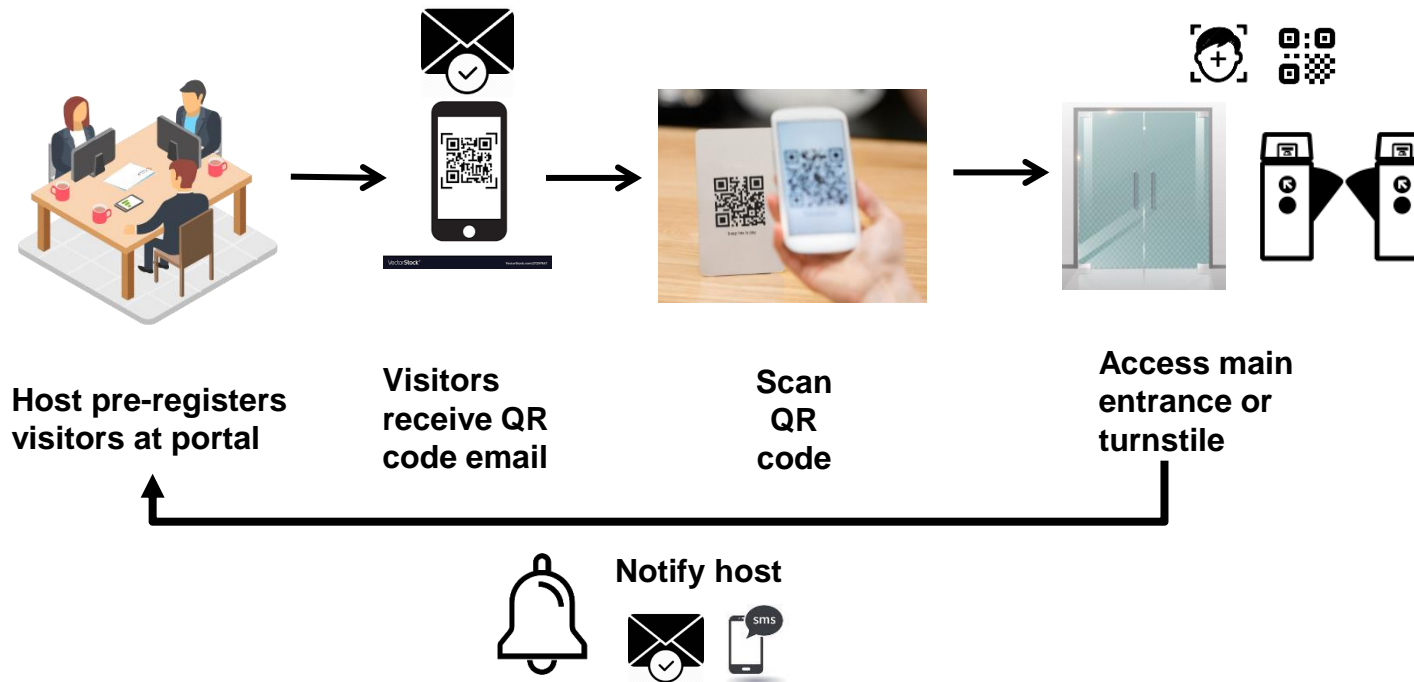 sms
VectorStock®
Host pre-registers
visitors at portal
Visitors
receive QR
code email
Scan
QR
code
Access main
entrance or
turnstile
Notify host